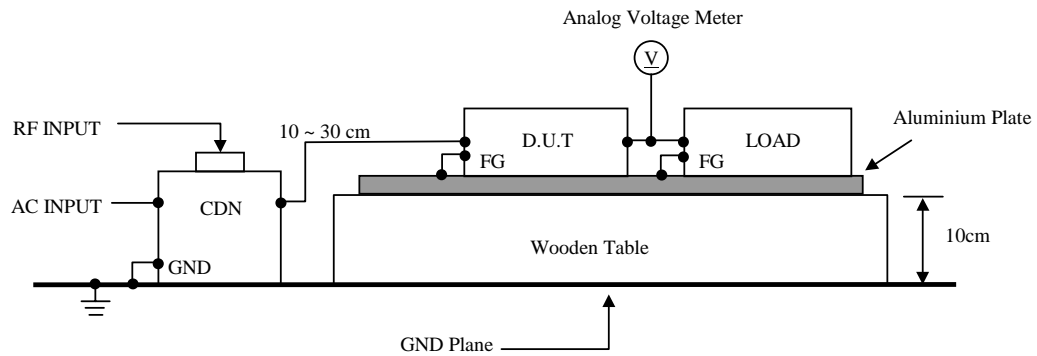 Analog Voltage Meter
V
RF INPUT
10 ~ 30 cm
D.U.T
LOAD
Aluminium Plate
FG
FG
AC INPUT
CDN
Wooden Table
10cm
GND
GND Plane